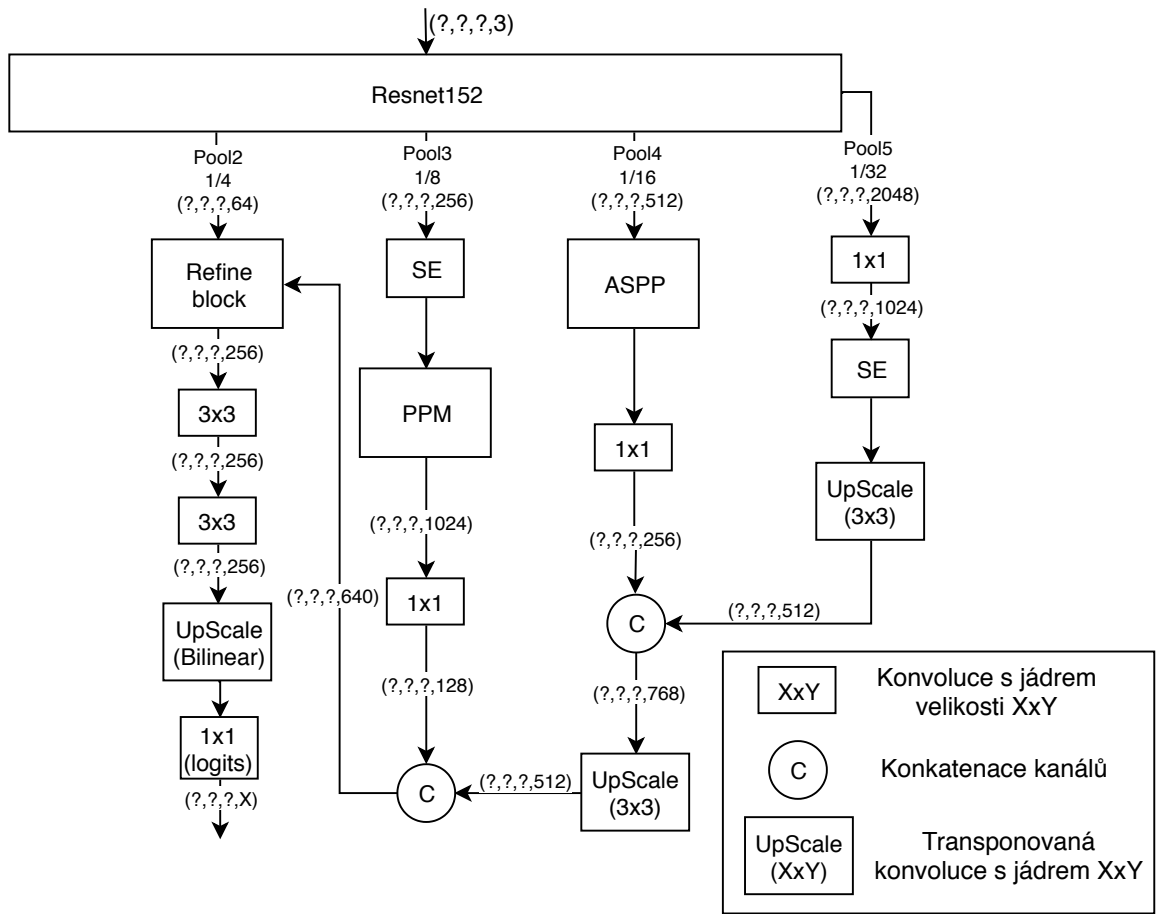 (?,?,?,3)
Resnet152
Pool2
1/4
(?,?,?,64)
Refine
block
(?,?,?,256)
3x3
(?,?,?,256)
3x3
(?,?,?,256)
UpScale
(Bilinear)
1x1
(logits)
(?,?,?,X)
Pool3
1/8
(?,?,?,256)
SE
PPM
(?,?,?,1024)
1x1
(?,?,?,128)
C
(?,?,?,640)
Pool4
1/16
(?,?,?,512)
ASPP
1x1
(?,?,?,256)
C
(?,?,?,768)
UpScale
(3x3)
(?,?,?,512)
Pool5
1/32
(?,?,?,2048)
1x1
(?,?,?,1024)
SE
UpScale
(3x3)
(?,?,?,512)
XxY
Konvoluce s jádrem
velikosti XxY
C
Konkatenace kanálů
UpScale
(XxY)
Transponovaná
konvoluce s jádrem XxY